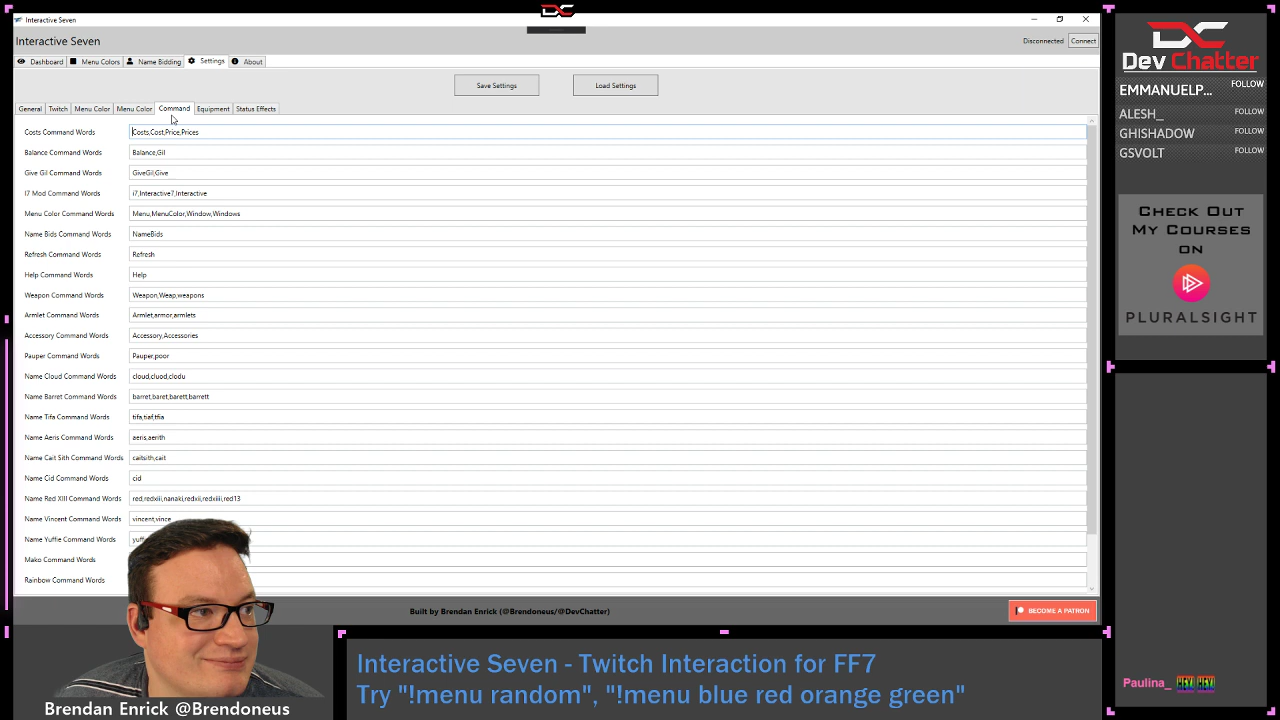 Interactive Seven
Interactive Seven
Disconnected
Connect
Dashboard
Menu Colors
Name Bidding
Settings
About
Save Settings
Load Settings
General
Twitch
Menu Color
Menu Color
Command
Equipment
Status Effects
Costs Command Words
Costs,Cost,Price,Prices
Balance Command Words
Balance,Gil
Give Gil Command Words
GiveGil,Give
I7 Mod Command Words
i7,Interactive7,Interactive
Menu Color Command Words
Menu,MenuColor,Window,Windows
Name Bids Command Words
NameBids
Refresh Command Words
Refresh
Help Command Words
Help
Weapon Command Words
Weapon,Weap,weapons
Armlet Command Words
Armlet,armor,armlets
Accessory Command Words
Accessory,Accessories
Pauper Command Words
Pauper,poor
Name Cloud Command Words
cloud,cluod,clodu
Name Barret Command Words
barret,baret,barett,barrett
Name Tifa Command Words
tifa,tiaf,tfia
Name Aeris Command Words
aeris,aerith
Name Cait Sith Command Words
caitsith,cait
Name Cid Command Words
cid
Name Red XIII Command Words
red,redxiii,nanaki,redxii,redxiiii,red13
Name Vincent Command Words
vincent,vince
Name Yuffie Command Words
Mako Command Words
Rainbow Command Words
Built by Brendan Enrick (@Brendoneus/@DevChatter)
BECOME A PATRON
DC
Dev Chatter
EMMANUELP...
FOLLOW
ALESH_
FOLLOW
GHISHADOW
FOLLOW
GSVOLT
FOLLOW
Check Out
My Courses
on
PLURALSIGHT
Paulina_
HEY! HEY!
Interactive Seven - Twitch Interaction for FF7
Try "!menu random", "!menu blue red orange green"
Brendan Enrick @Brendoneus